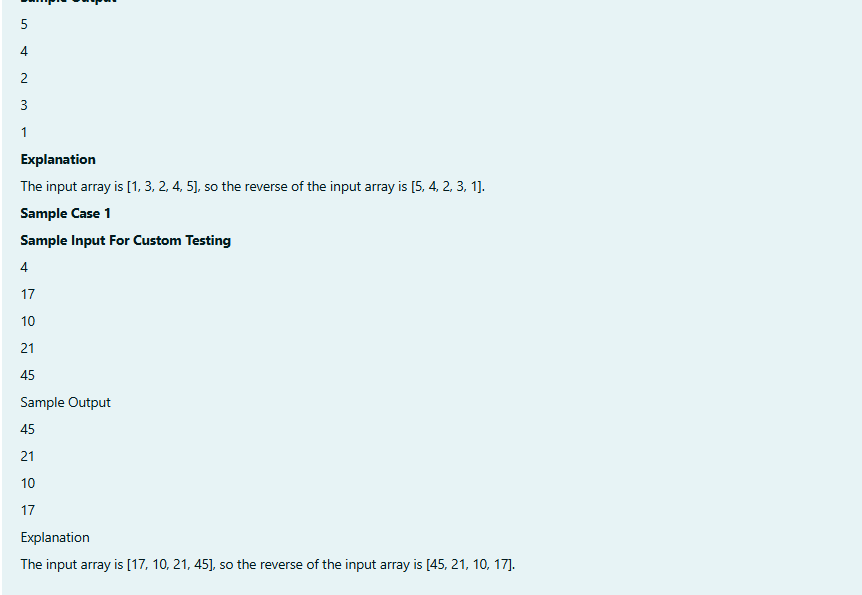 Sample Output
5
4
2
3
1
Explanation
The input array is [1, 3, 2, 4, 5], so the reverse of the input array is [5, 4, 2, 3, 1].
Sample Case 1
Sample Input For Custom Testing
4
17
10
21
45
Sample Output
45
21
10
17
Explanation
The input array is [17, 10, 21, 45], so the reverse of the input array is [45, 21, 10, 17].